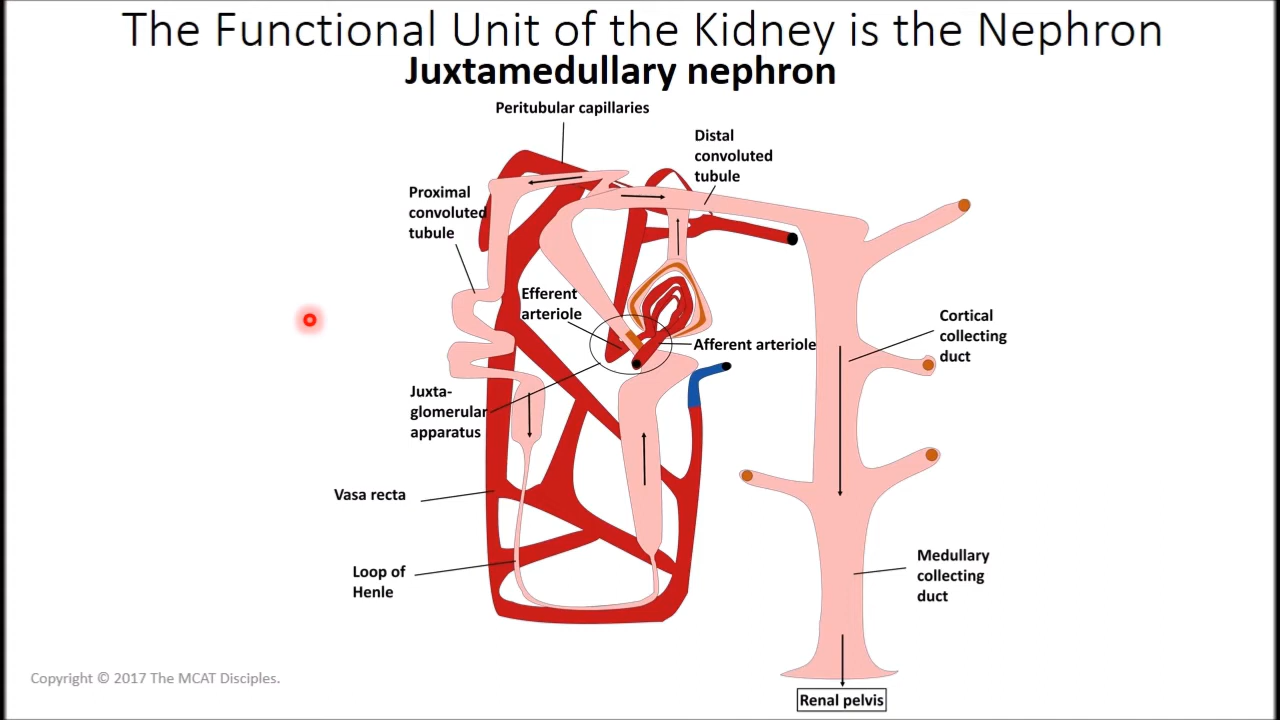 The Functional Unit of the Kidney is the Nephron
Juxtamedullary nephron
Peritubular capillaries
Distal
convoluted
tubule
Proximal
convoluted
tubule
Efferent
arteriole
Afferent arteriole
Cortical
collecting
duct
Juxta-
glomerular
apparatus
Vasa recta
Loop of
Henle
Medullary
collecting
duct
Copyright © 2017 The MCAT Disciples.
Renal pelvis